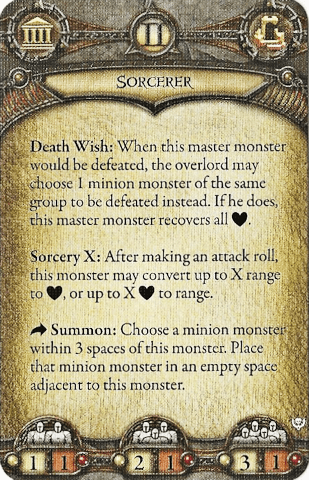 II
SORCERER
Death Wish: When this master monster
would be defeated, the overlord may
choose 1 minion monster of the same
group to be defeated instead. If he does,
this master monster recovers all ♥.
Sorcery X: After making an attack roll,
this monster may convert up to X range
to ♥, or up to X ♥ to range.
Summon: Choose a minion monster
within 3 spaces of this monster. Place
that minion monster in an empty space
adjacent to this monster.
1 1 2 1 3 1